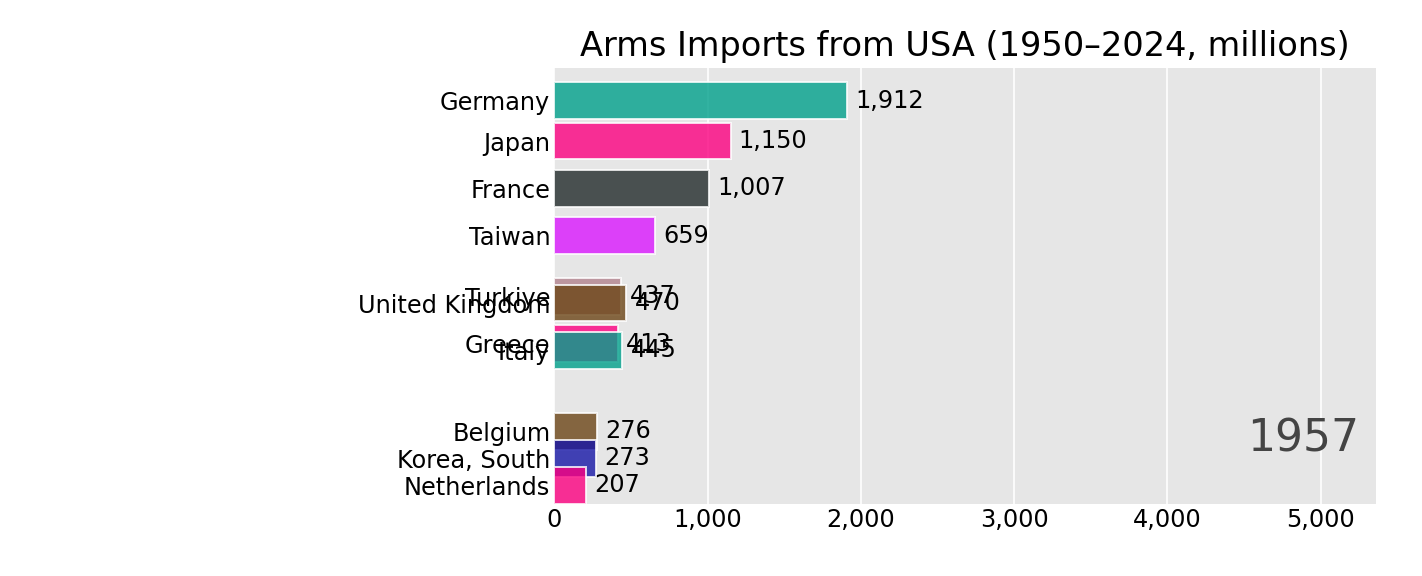 Arms Imports from USA (1950–2024, millions)
Germany 1,912
Japan 1,150
France 1,007
Taiwan 659
Turkiye 437
United Kingdom 470
Greece 413
Italy 445
Belgium 276
1957
Korea, South 273
Netherlands 207
0 1,000 2,000 3,000 4,000 5,000